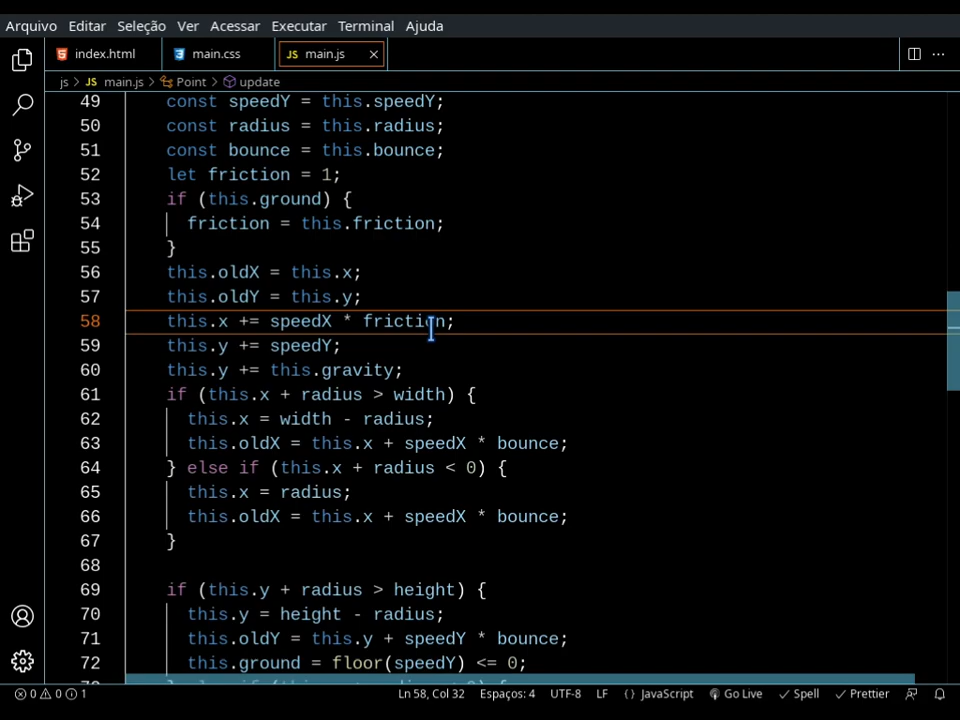 Arquivo Editar Seleção Ver Acessar Executar Terminal Ajuda
index.html main.css JS main.js
js > JS main.js > Point > update
49 const speedY = this.speedY;
50 const radius = this.radius;
51 const bounce = this.bounce;
52 let friction = 1;
53 if (this.ground) {
54 friction = this.friction;
55 }
56 this.oldX = this.x;
57 this.oldY = this.y;
58 this.x += speedX * friction;
59 this.y += speedY;
60 this.y += this.gravity;
61 if (this.x + radius > width) {
62 this.x = width - radius;
63 this.oldX = this.x + speedX * bounce;
64 } else if (this.x + radius < 0) {
65 this.x = radius;
66 this.oldX = this.x + speedX * bounce;
67 }
68
69 if (this.y + radius > height) {
70 this.y = height - radius;
71 this.oldY = this.y + speedY * bounce;
72 this.ground = floor(speedY) <= 0;
0 0 1 Ln 58, Col 32 Espaços: 4 UTF-8 LF {} JavaScript Go Live Spell Prettier